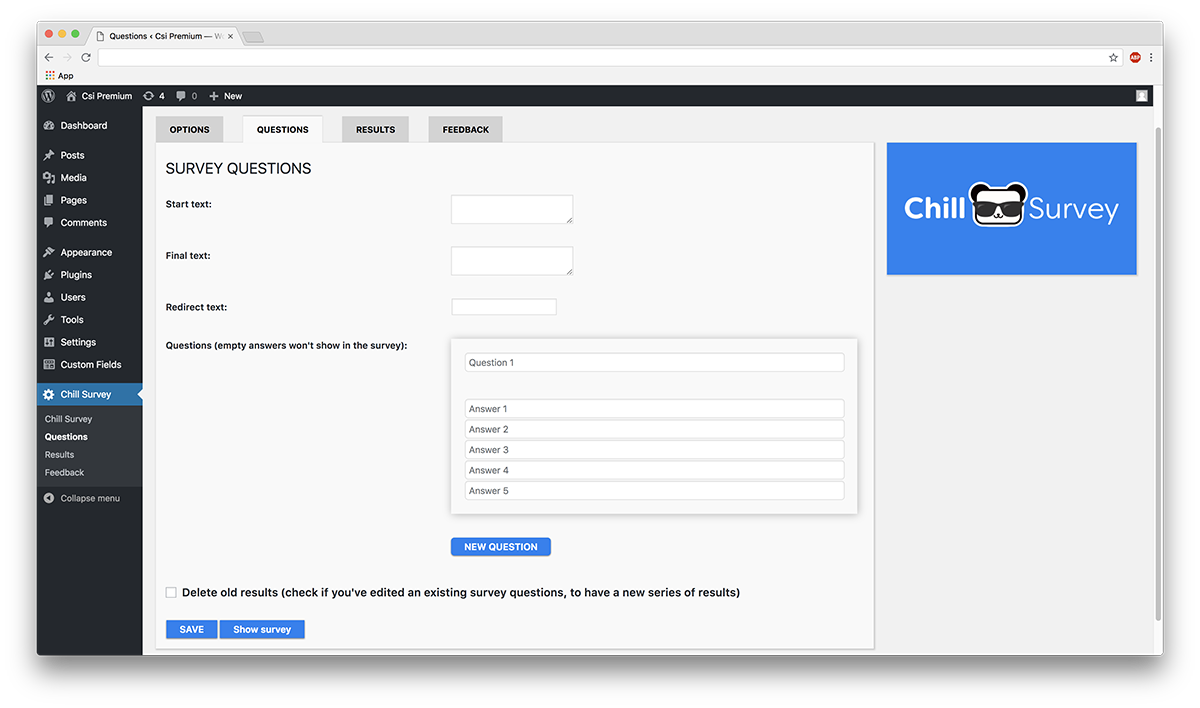 Questions ‹ Csi Premium — W
App
ABP
Csi Premium 4 0 New
Dashboard
Posts
Media
Pages
Comments
Appearance
Plugins
Users
Tools
Settings
Custom Fields
Chill Survey
Chill Survey
Questions
Results
Feedback
Collapse menu
OPTIONS QUESTIONS RESULTS FEEDBACK
SURVEY QUESTIONS
Start text:
Final text:
Redirect text:
Questions (empty answers won't show in the survey):
Question 1
Answer 1
Answer 2
Answer 3
Answer 4
Answer 5
NEW QUESTION
Delete old results (check if you've edited an existing survey questions, to have a new series of results)
SAVE Show survey
Chill Survey